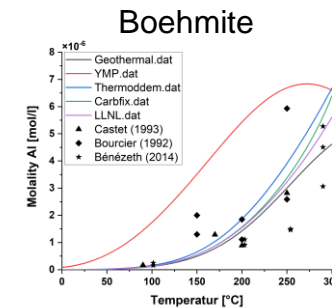 Boehmite
×10⁻⁶
Geothermal.dat
YMP.dat
Thermoddem.dat
Carbfix.dat
LLNL.dat
Castet (1993)
Bourcier (1992)
Bénézeth (2014)
Molality Al [mol/l]
8
7
6
5
4
3
2
1
0
0 50 100 150 200 250 300
Temperatur [°C]